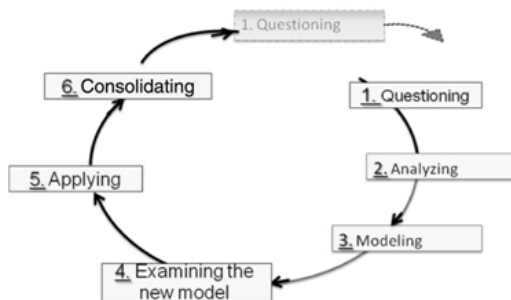 1. Questioning
1. Questioning
2. Analyzing
3. Modeling
4. Examining the
new model
5. Applying
6. Consolidating